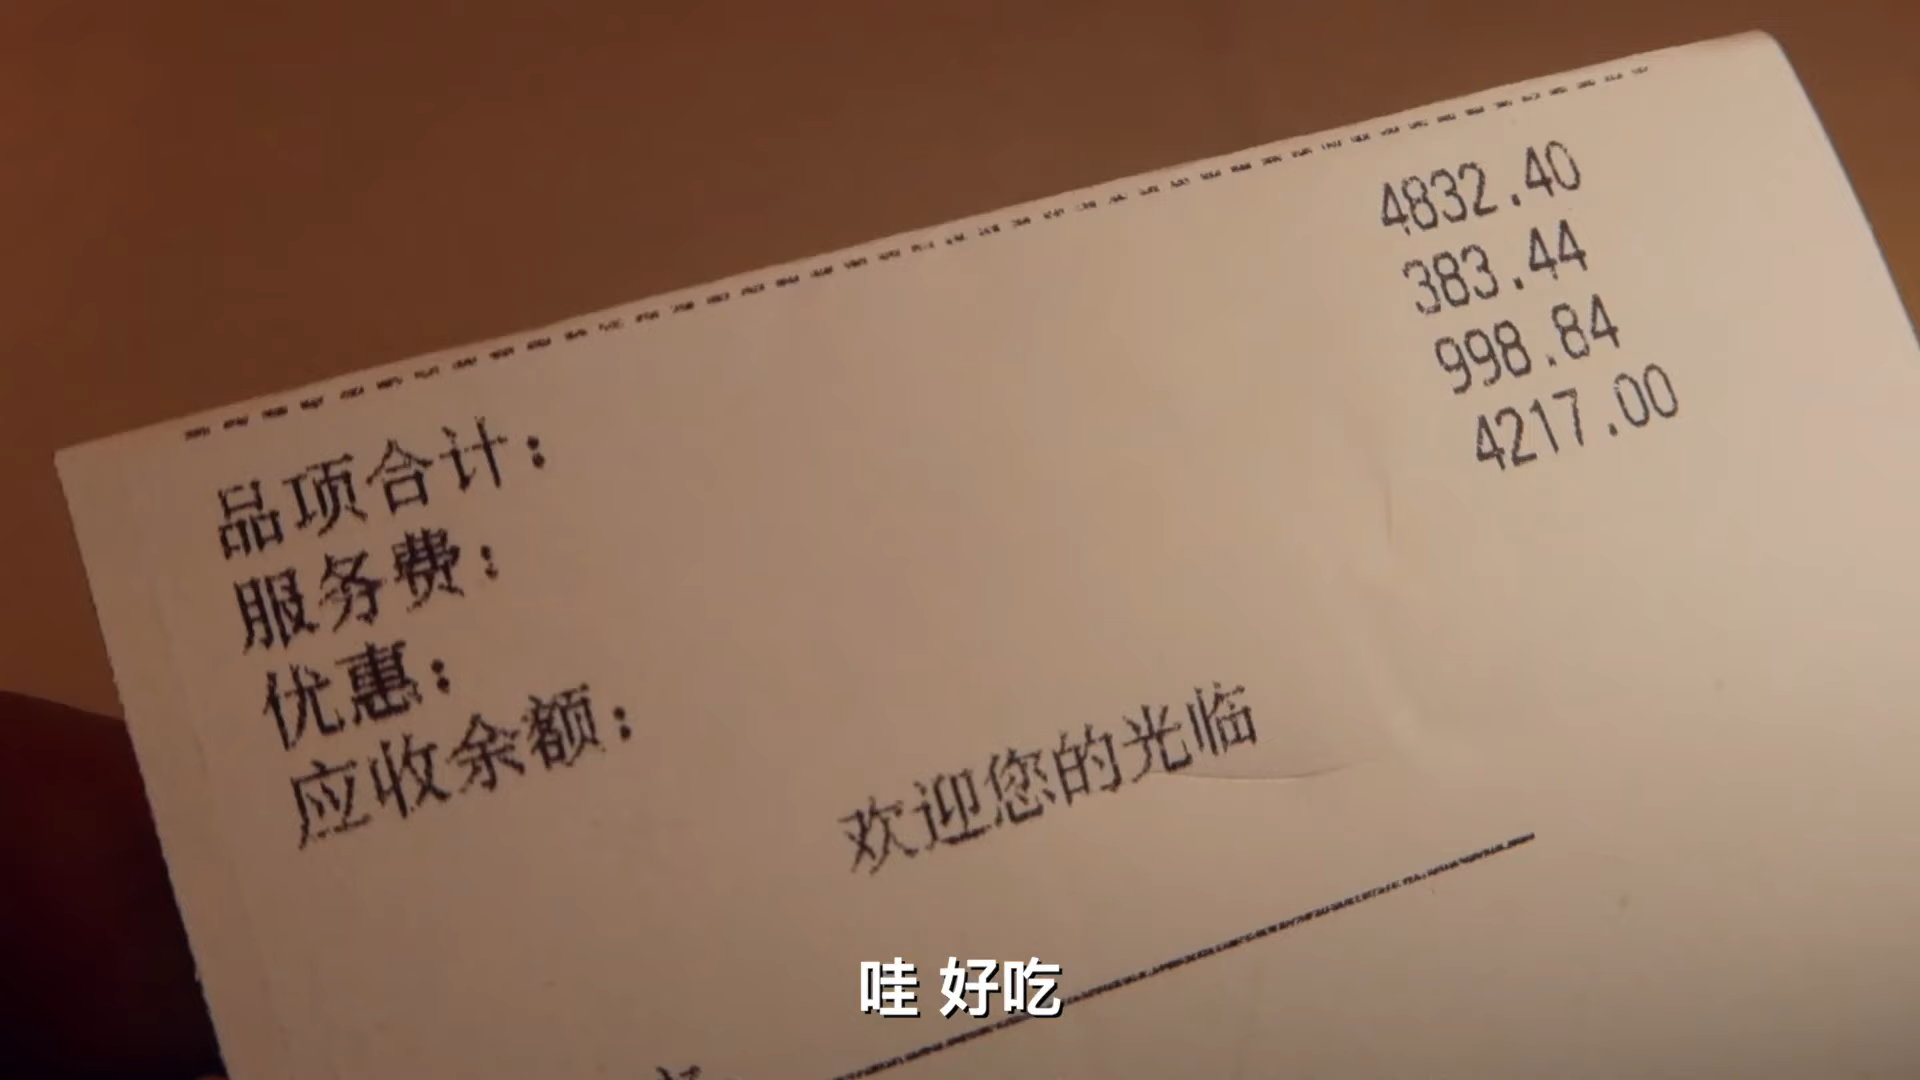 品项合计： 4832.40
服务费： 383.44
优惠： 998.84
应收余额： 4217.00
欢迎您的光临
哇 好吃